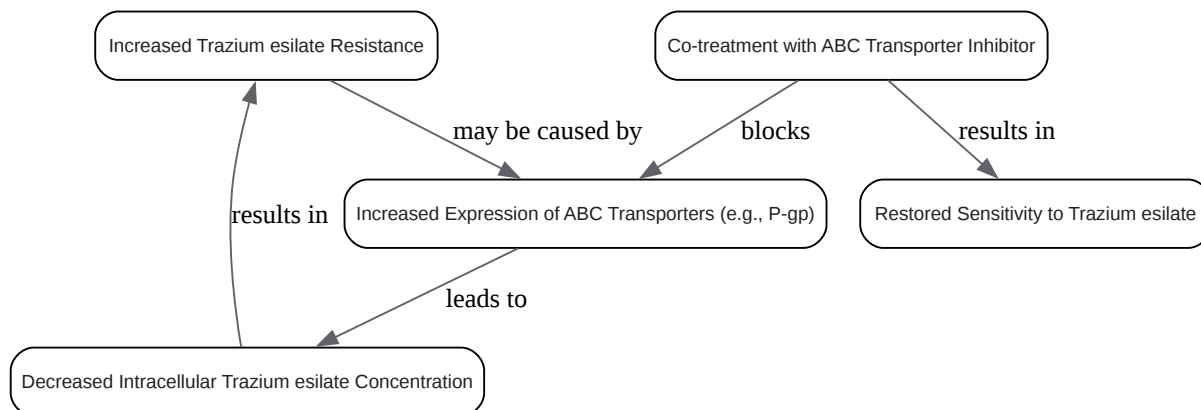 Increased Trazium esilate Resistance
Co-treatment with ABC Transporter Inhibitor
may be caused by
blocks
results in
Increased Expression of ABC Transporters (e.g., P-gp)
Restored Sensitivity to Trazium esilate
results in
leads to
Decreased Intracellular Trazium esilate Concentration